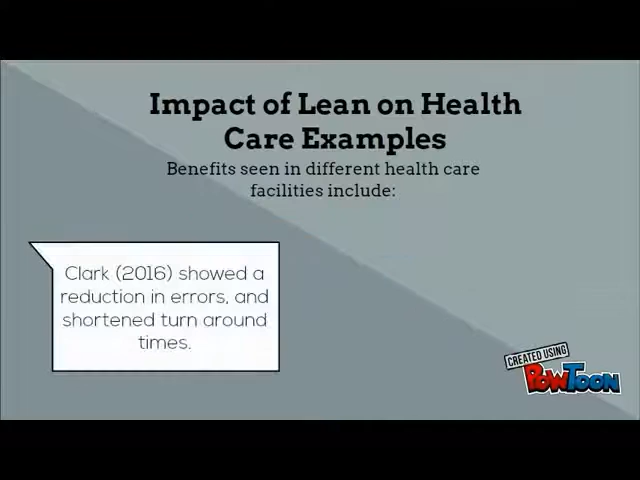 Impact of Lean on Health
Care Examples
Benefits seen in different health care
facilities include:
Clark (2016) showed a
reduction in errors, and
shortened turn around
times.
CREATED USING
POWTOON